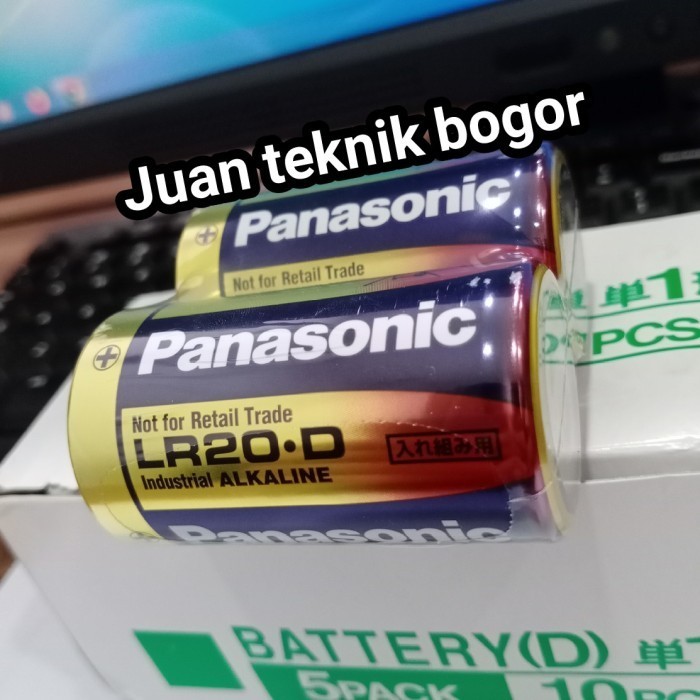 Juan teknik bogor
Panasonic
Not for Retail Trade
Panasonic
Not for Retail Trade
LR20•D
Industrial ALKALINE
入れ組み用
Panasonic
単1
PCS
BATTERY(D) 単
5PACK